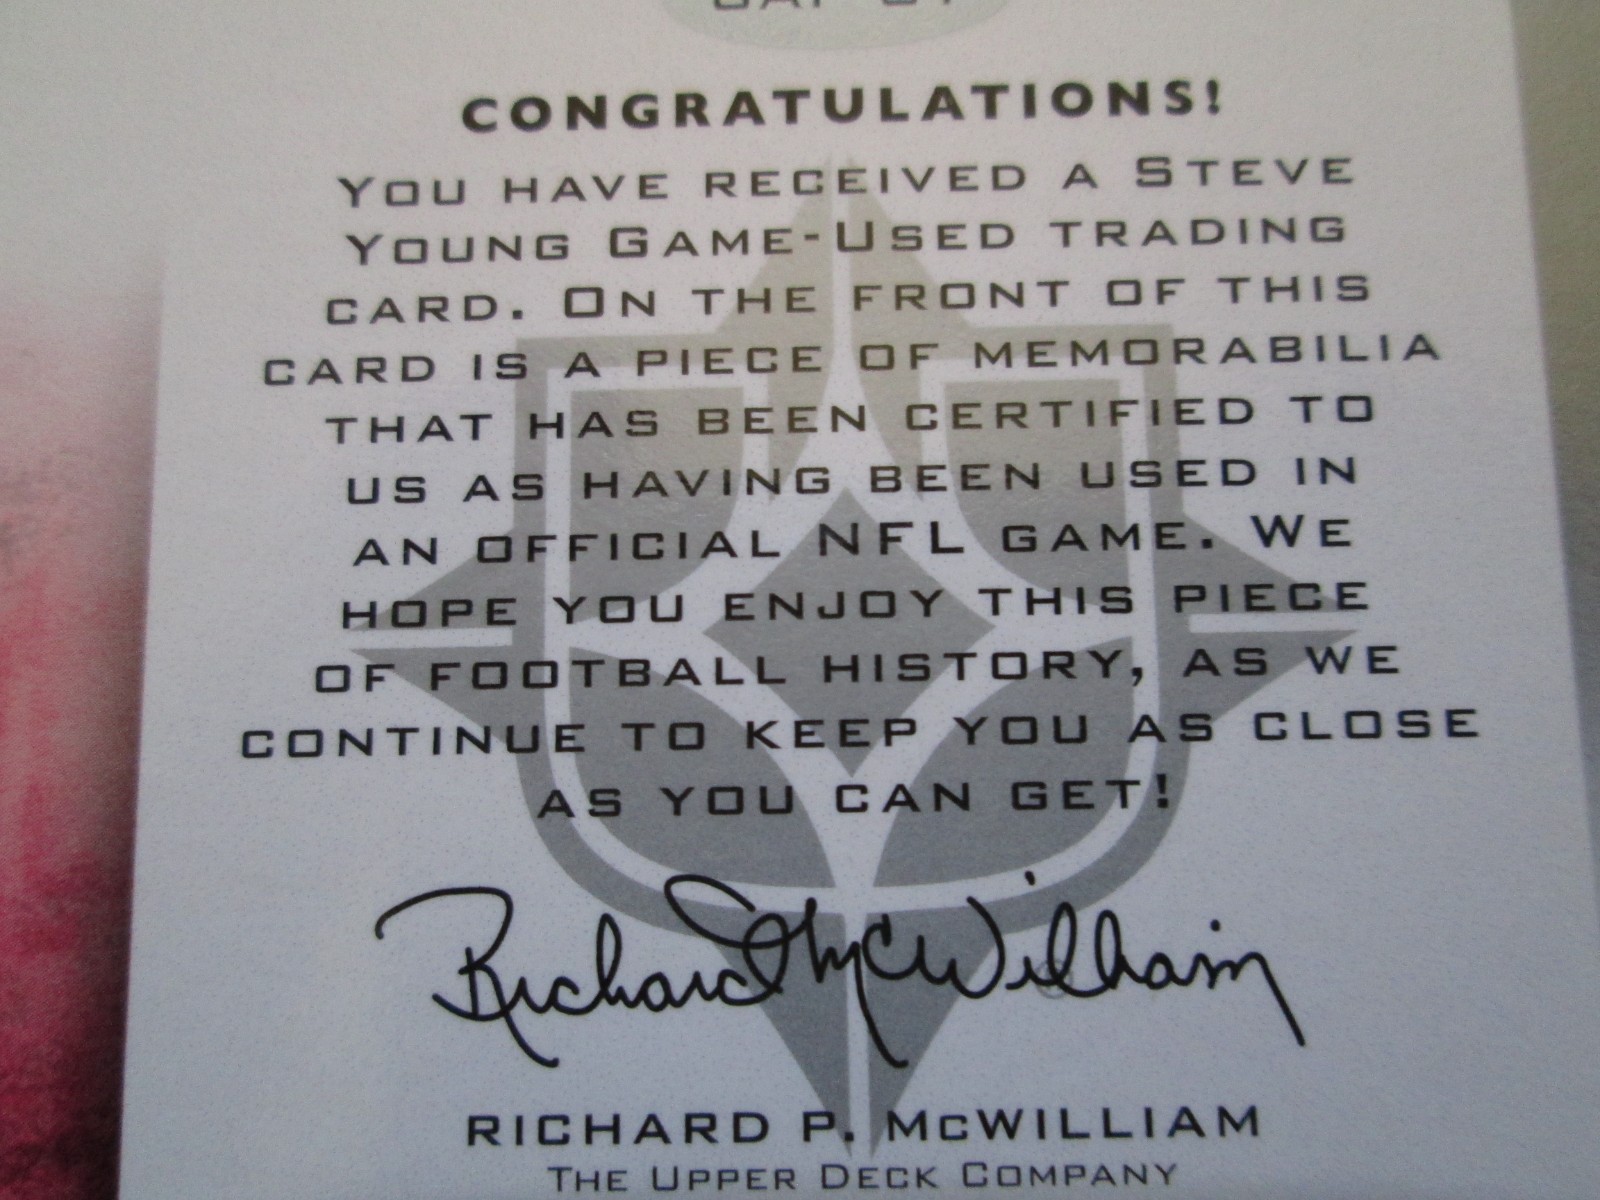 CONGRATULATIONS!
YOU HAVE RECEIVED A STEVE
YOUNG GAME-USED TRADING
CARD. ON THE FRONT OF THIS
CARD IS A PIECE OF MEMORABILIA
THAT HAS BEEN CERTIFIED TO
US AS HAVING BEEN USED IN
AN OFFICIAL NFL GAME. WE
HOPE YOU ENJOY THIS PIECE
OF FOOTBALL HISTORY, AS WE
CONTINUE TO KEEP YOU AS CLOSE
AS YOU CAN GET!
Richard P. McWilliam
RICHARD P. McWILLIAM
THE UPPER DECK COMPANY